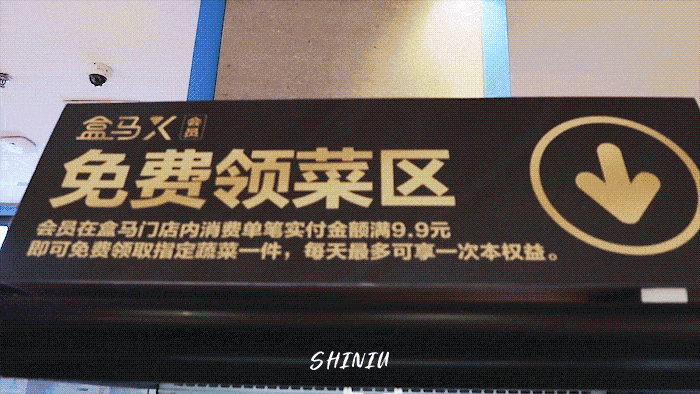 盒马X会员
免费领菜区
会员在盒马门店内消费单笔实付金额满9.9元
即可免费领取指定蔬菜一件，每天最多可享一次本权益。
SHINIU